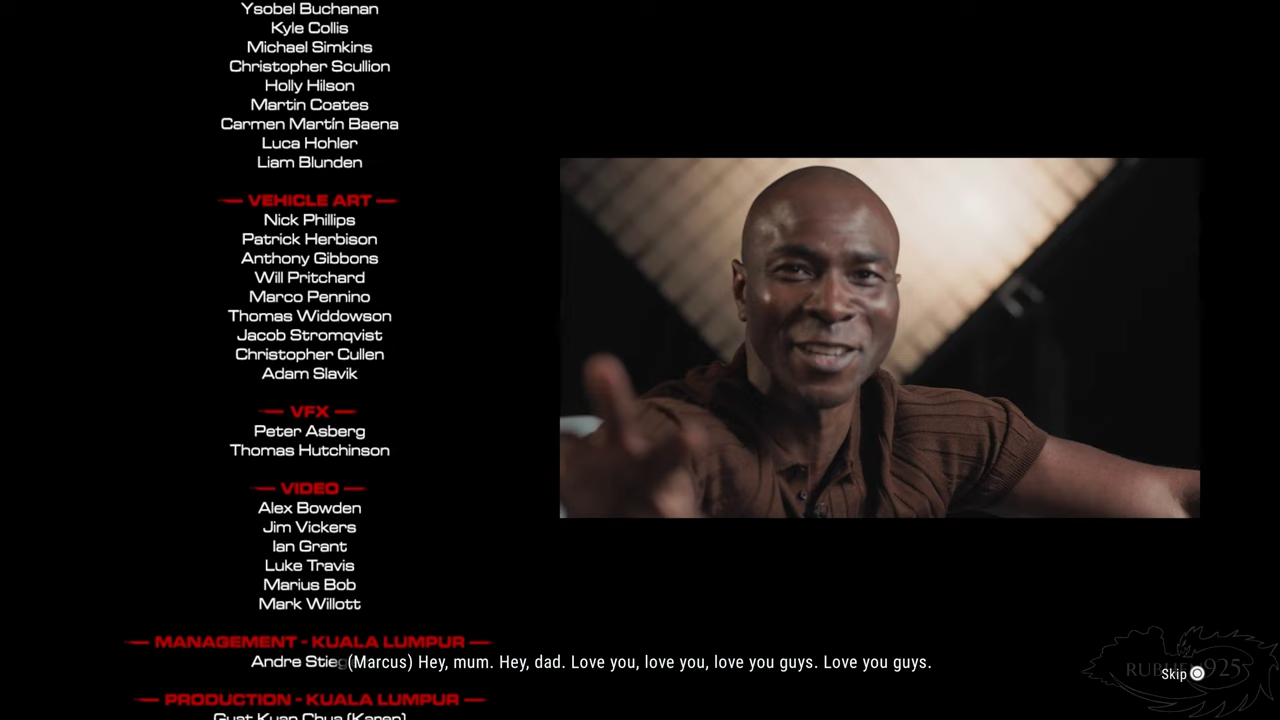 Ysobel Buchanan
Kyle Collis
Michael Simkins
Christopher Scullion
Holly Hilson
Martin Coates
Carmen Martín Baena
Luca Hohler
Liam Blunden
VEHICLE ART
Nick Phillips
Patrick Herbison
Anthony Gibbons
Will Pritchard
Marco Pennino
Thomas Widdowson
Jacob Stromqvist
Christopher Cullen
Adam Slavik
VFX
Peter Asberg
Thomas Hutchinson
VIDEO
Alex Bowden
Jim Vickers
Ian Grant
Luke Travis
Marius Bob
Mark Willott
MANAGEMENT - KUALA LUMPUR
Andre
(Marcus) Hey, mum. Hey, dad. Love you, love you, love you guys. Love you guys.
Skip
PRODUCTION - KUALA LUMPUR